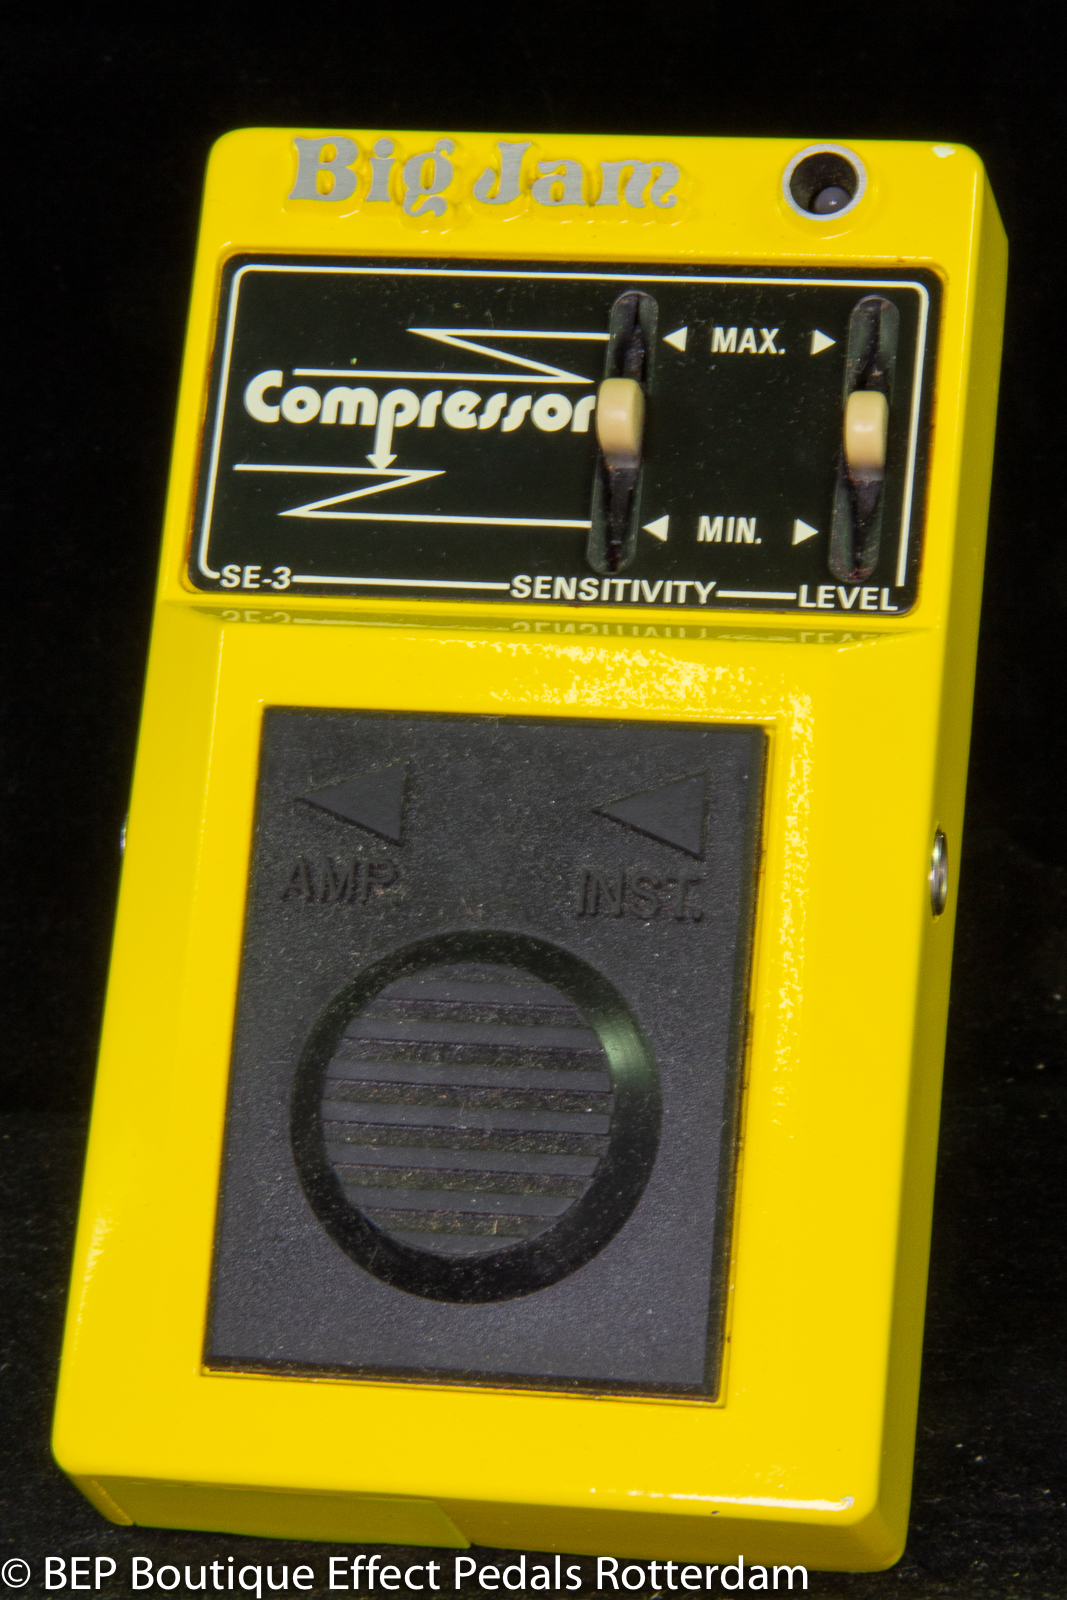 Big Jam
MAX.
Compressor
MIN.
SE-3 SENSITIVITY LEVEL
AMP. INST.
© BEP Boutique Effect Pedals Rotterdam